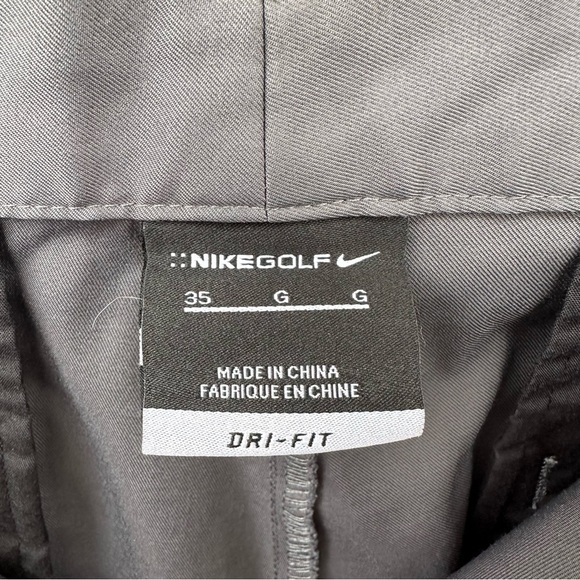 NIKEGOLF
35 G G
MADE IN CHINA
FABRIQUE EN CHINE
DRI-FIT